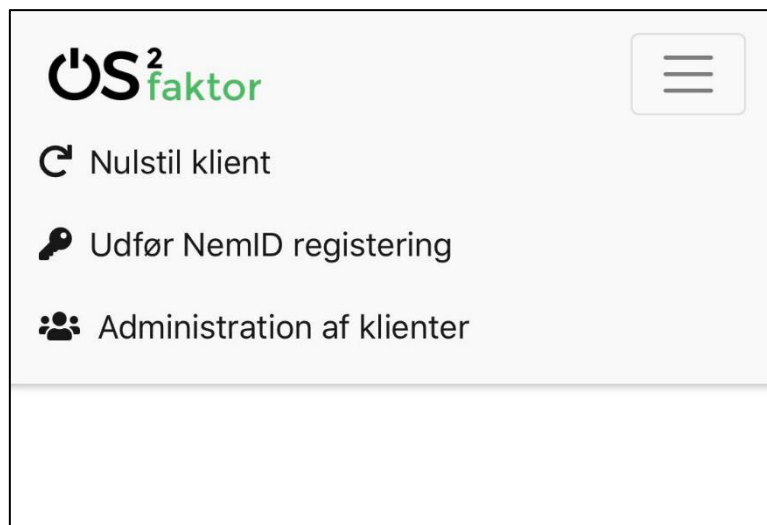 OS2faktor
Nulstil klient
Udfør NemID registering
Administration af klienter